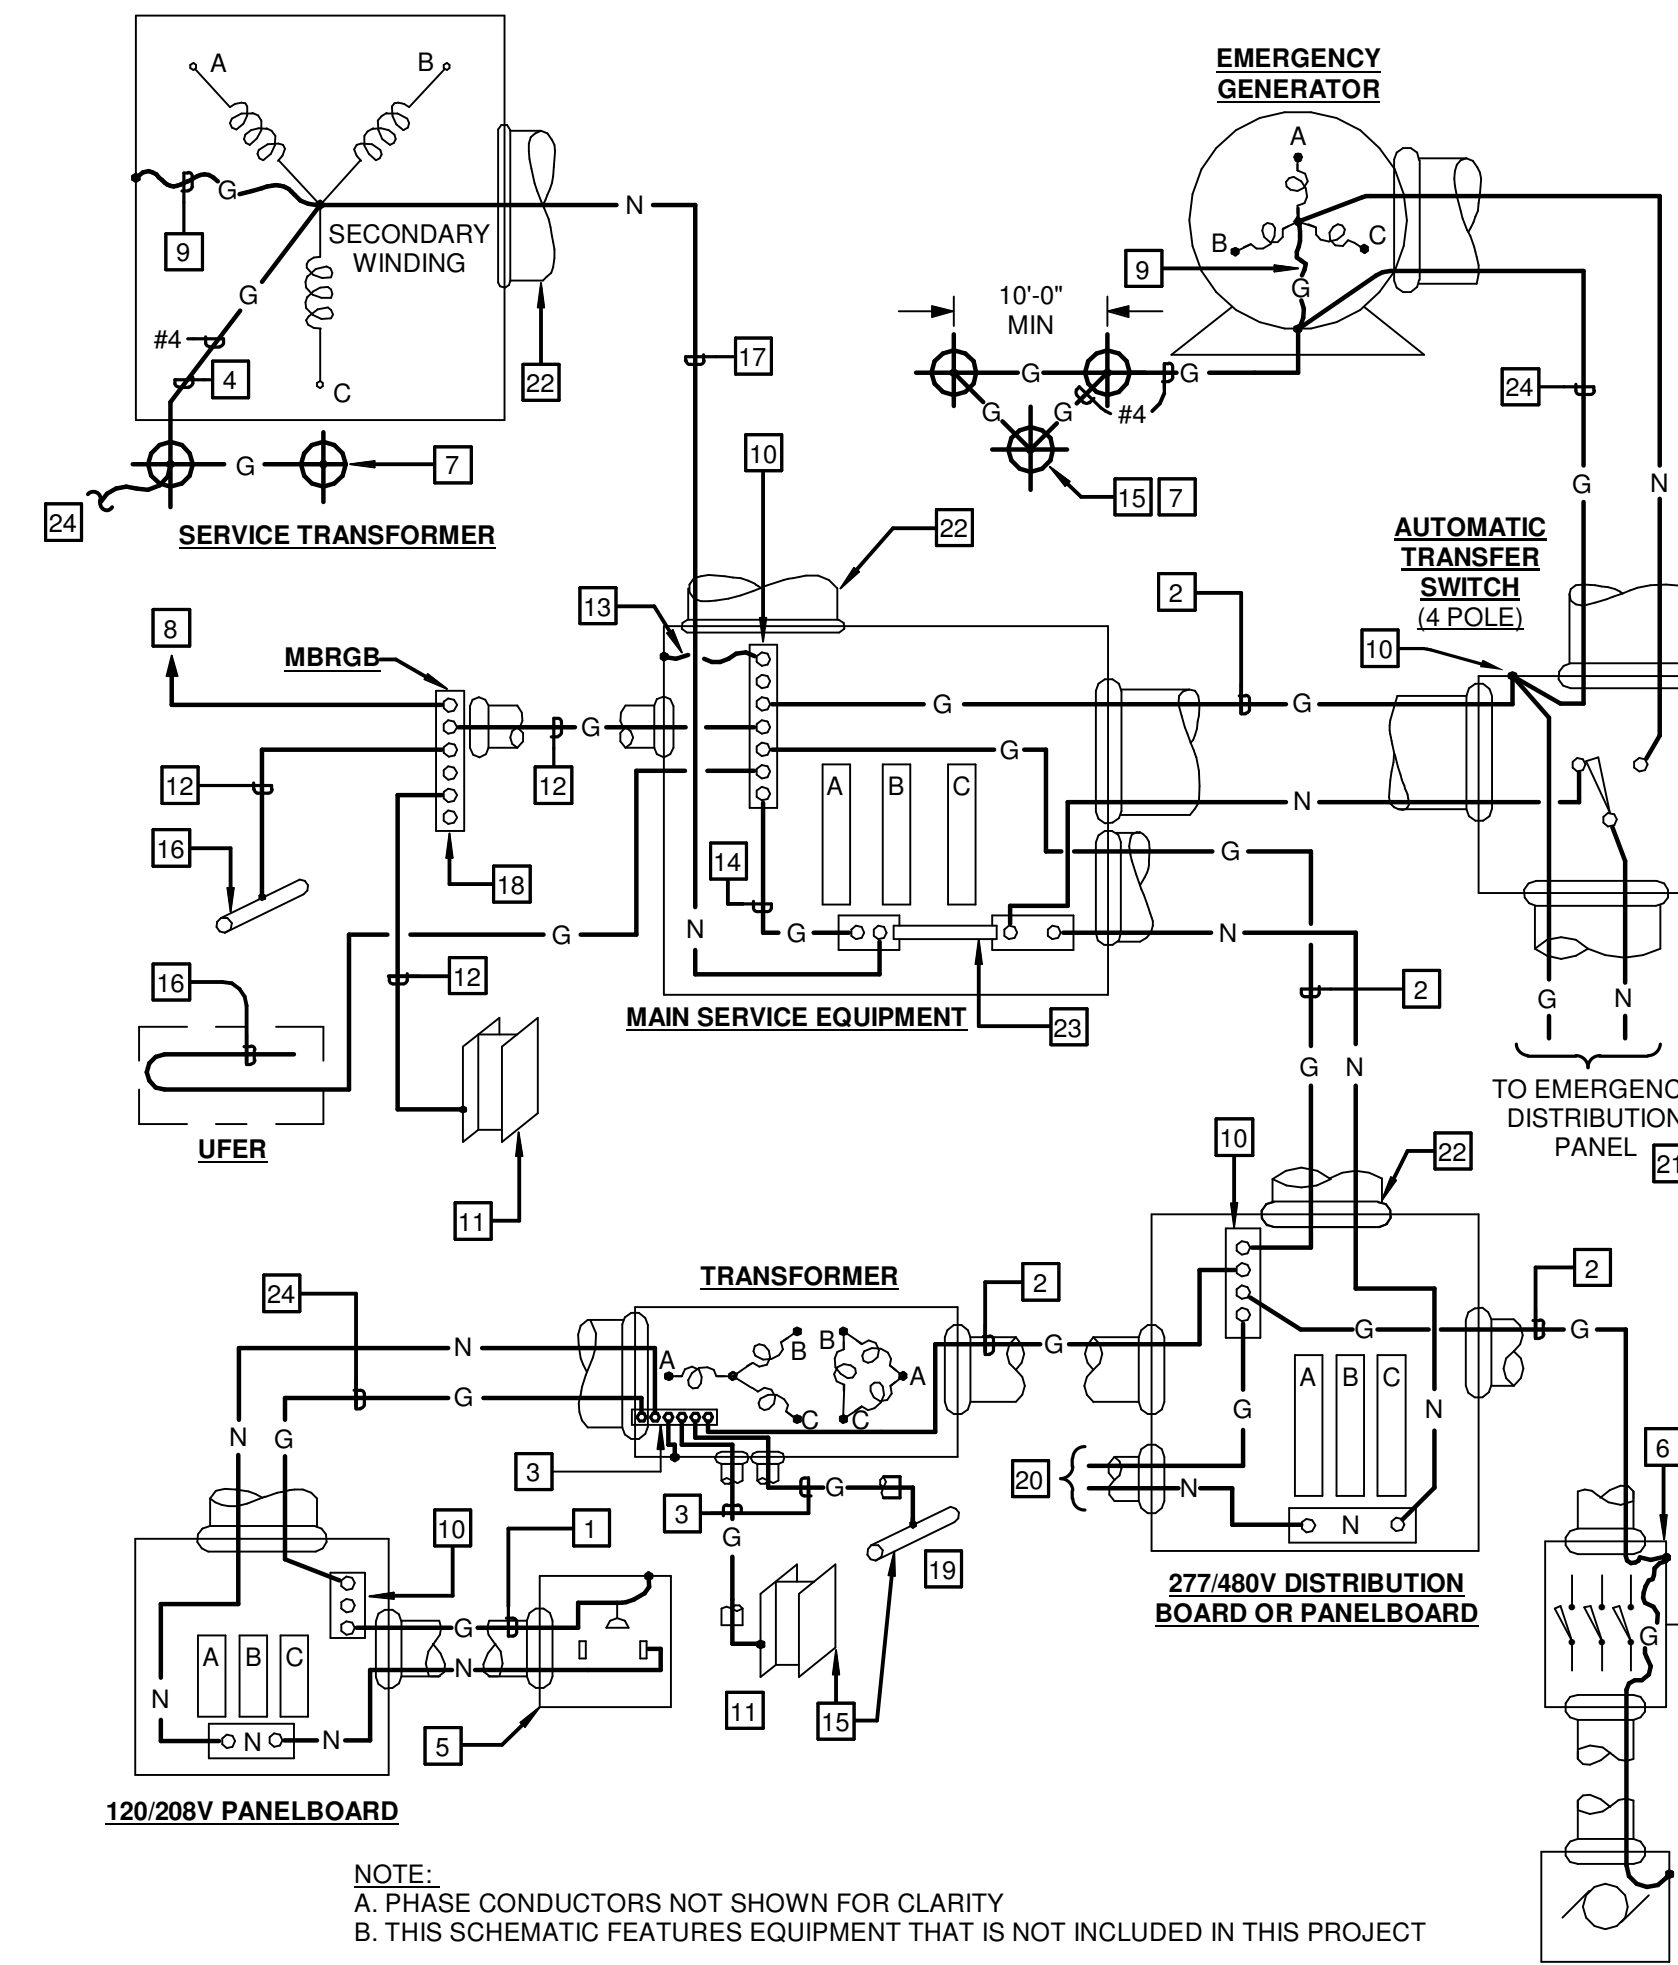 A
B
G
9
SECONDARY
WINDING
G
#4
4
C
22
G
7
24
SERVICE TRANSFORMER
N
17
10
EMERGENCY
GENERATOR
A
B
C
9
G
10'-0"
MIN
G
G
G
G
#4
15 7
24
G
N
22
13
2
AUTOMATIC
TRANSFER
SWITCH
(4 POLE)
10
8
MBRGB
G
G
G
12
12
G
A B C
N
16
18
14
G
G
N
G
N
12
16
2
G
N
MAIN SERVICE EQUIPMENT
23
G N
TO EMERGENC
DISTRIBUTION
PANEL
UFER
11
10
22
24
TRANSFORMER
2
2
N
A
B
B
A
C
C
G
G
G
A B C
N
G
G
N
3
20
N
N
6
3
G
G
10
1
19
277/480V DISTRIBUTION
BOARD OR PANELBOARD
G
G
A B C
N
N
11
15
N
N
5
120/208V PANELBOARD
NOTE:
A. PHASE CONDUCTORS NOT SHOWN FOR CLARITY
B. THIS SCHEMATIC FEATURES EQUIPMENT THAT IS NOT INCLUDED IN THIS PROJECT